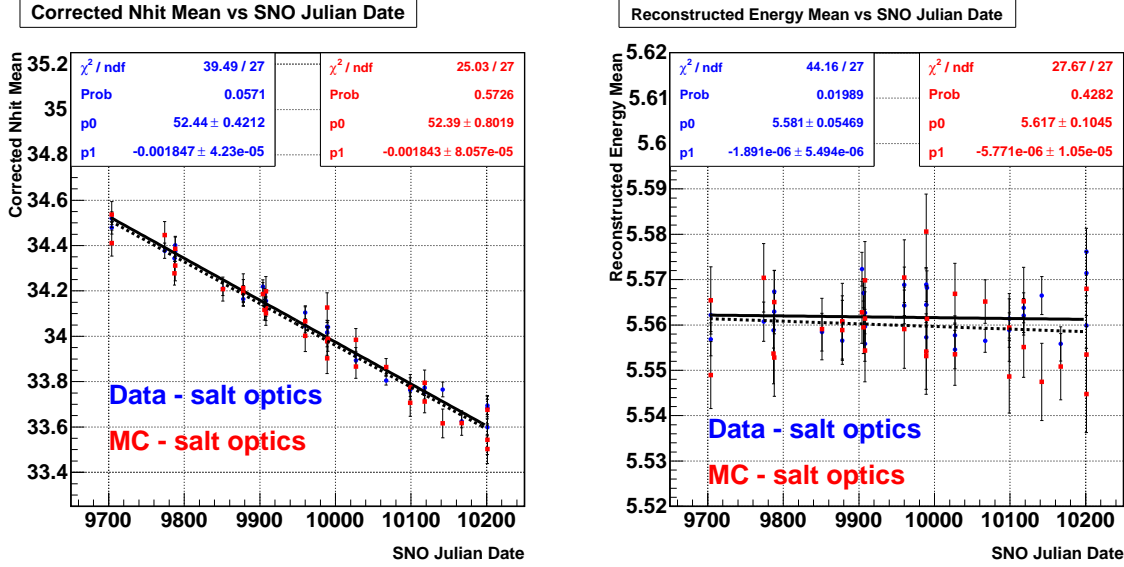 Corrected Nhit Mean vs SNO Julian Date
Corrected Nhit Mean
35.2
35
34.8
34.6
34.4
34.2
34
33.8
33.6
33.4
χ² / ndf 39.49 / 27
Prob 0.0571
p0 52.44 ± 0.4212
p1 -0.001847 ± 4.23e-05
χ² / ndf 25.03 / 27
Prob 0.5726
p0 52.39 ± 0.8019
p1 -0.001843 ± 8.057e-05
Data - salt optics
MC - salt optics
9700 9800 9900 10000 10100 10200
SNO Julian Date
Reconstructed Energy Mean vs SNO Julian Date
Reconstructed Energy Mean
5.62
5.61
5.6
5.59
5.58
5.57
5.56
5.55
5.54
5.53
5.52
χ² / ndf 44.16 / 27
Prob 0.01989
p0 5.581 ± 0.05469
p1 -1.891e-06 ± 5.494e-06
χ² / ndf 27.67 / 27
Prob 0.4282
p0 5.617 ± 0.1045
p1 -5.771e-06 ± 1.05e-05
Data - salt optics
MC - salt optics
9700 9800 9900 10000 10100 10200
SNO Julian Date